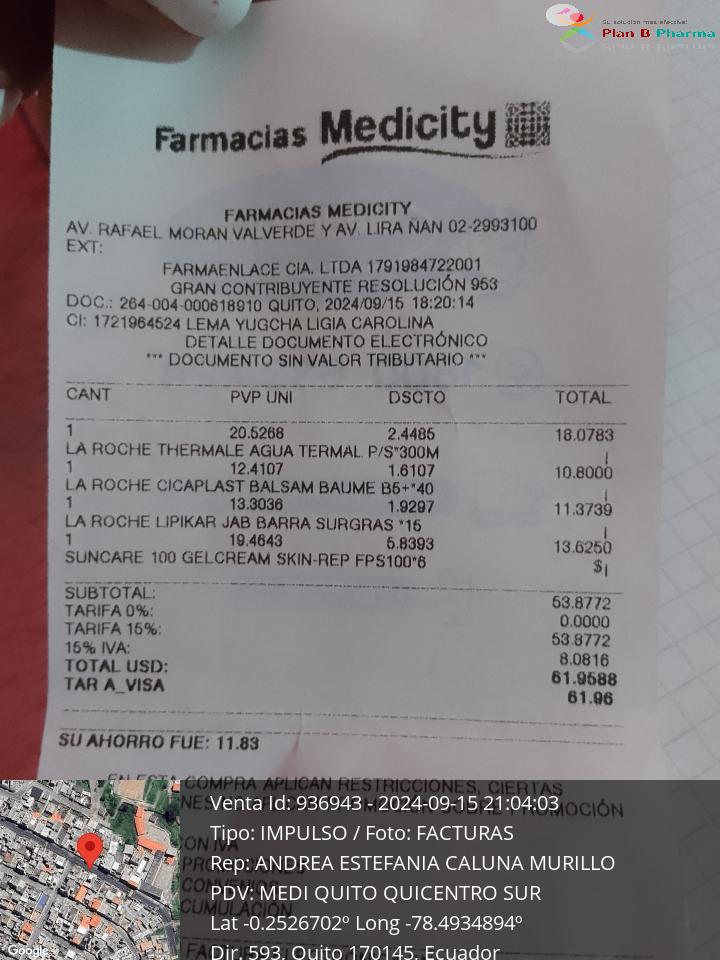 Su solucion mas efectiva!
Plan B Pharma
Farmacias Medicity
FARMACIAS MEDICITY
AV. RAFAEL MORAN VALVERDE Y AV. LIRA ÑAN 02-2993100
EXT:
FARMAENLACE CIA. LTDA 1791984722001
GRAN CONTRIBUYENTE RESOLUCIÓN 953
DOC.: 264-004-000618910 QUITO, 2024/09/15 18:20:14
CI: 1721964524 LEMA YUGCHA LIGIA CAROLINA
DETALLE DOCUMENTO ELECTRÓNICO
*** DOCUMENTO SIN VALOR TRIBUTARIO ***
CANT PVP UNI DSCTO TOTAL
1 20.5268 2.4485 18.0783
LA ROCHE THERMALE AGUA TERMAL P/S*300M
1 12.4107 1.6107 10.8000
LA ROCHE CICAPLAST BALSAM BAUME B5+*40
1 13.3036 1.9297 11.3739
LA ROCHE LIPIKAR JAB BARRA SURGRAS *15
1 19.4643 5.8393 13.6250
SUNCARE 100 GELCREAM SKIN-REP FPS100*6 $
SUBTOTAL: 53.8772
TARIFA 0%: 0.0000
TARIFA 15%: 53.8772
15% IVA: 8.0816
TOTAL USD: 61.9588
TAR A_VISA 61.96
SU AHORRO FUE: 11.83
EN ESTA COMPRA APLICAN RESTRICCIONES, CIERTAS
PROMOCIÓN
CON IVA
Venta Id: 936943 - 2024-09-15 21:04:03
Tipo: IMPULSO / Foto: FACTURAS
Rep: ANDREA ESTEFANIA CALUNA MURILLO
PDV: MEDI QUITO QUICENTRO SUR
Lat -0.2526702º Long -78.4934894º
Dir. 593, Quito 170145, Ecuador
Google